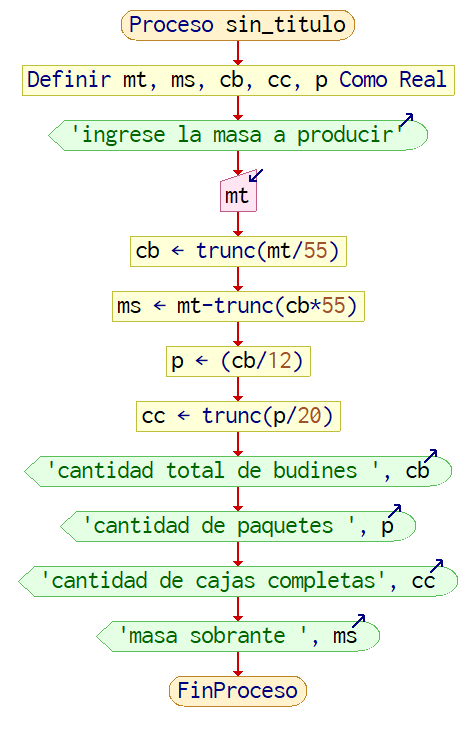 Proceso sin_titulo
Definir mt, ms, cb, cc, p Como Real
'ingrese la masa a producir'
mt
cb ← trunc(mt/55)
ms ← mt-trunc(cb*55)
p ← (cb/12)
cc ← trunc(p/20)
'cantidad total de budines ', cb
'cantidad de paquetes ', p
'cantidad de cajas completas', cc
'masa sobrante ', ms
FinProceso